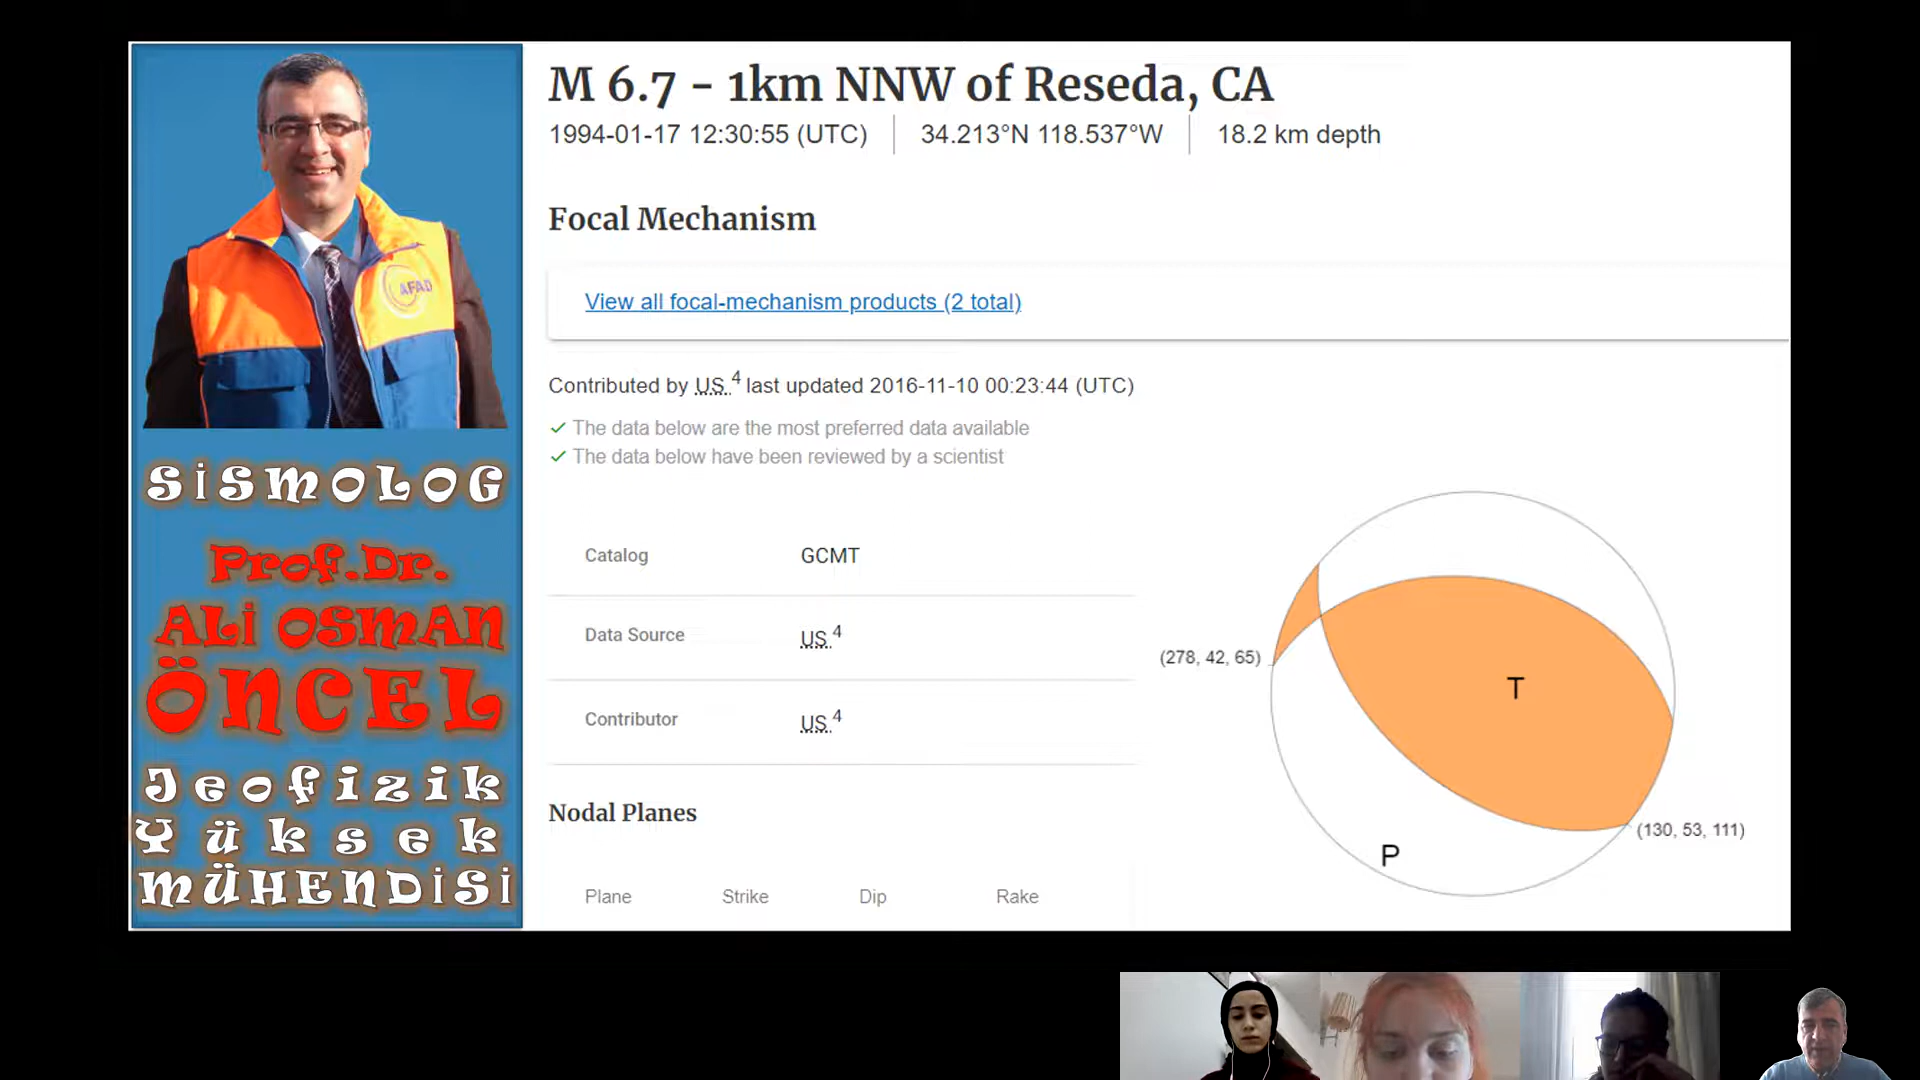 AFAD
SİSMOLOG
Prof.Dr.
ALİ OSMAN
ÖNCEL
Jeofizik
Yüksek
MÜHENDİSİ
M 6.7 - 1km NNW of Reseda, CA
1994-01-17 12:30:55 (UTC) 34.213°N 118.537°W 18.2 km depth
Focal Mechanism
View all focal-mechanism products (2 total)
Contributed by US.4 last updated 2016-11-10 00:23:44 (UTC)
The data below are the most preferred data available
The data below have been reviewed by a scientist
Catalog GCMT
Data Source US.4
Contributor US.4
Nodal Planes
Plane Strike Dip Rake
(278, 42, 65)
T
(130, 53, 111)
P